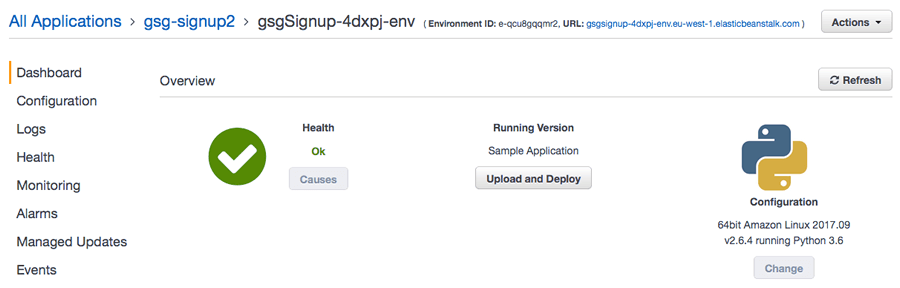 All Applications > gsg-signup2 > gsgSignup-4dxpj-env ( Environment ID: e-qcu8gqqmr2, URL: gsgsignup-4dxpj-env.eu-west-1.elasticbeanstalk.com ) Actions
Dashboard
Configuration
Logs
Health
Monitoring
Alarms
Managed Updates
Events
Overview
Refresh
Health
Ok
Causes
Running Version
Sample Application
Upload and Deploy
Configuration
64bit Amazon Linux 2017.09
v2.6.4 running Python 3.6
Change